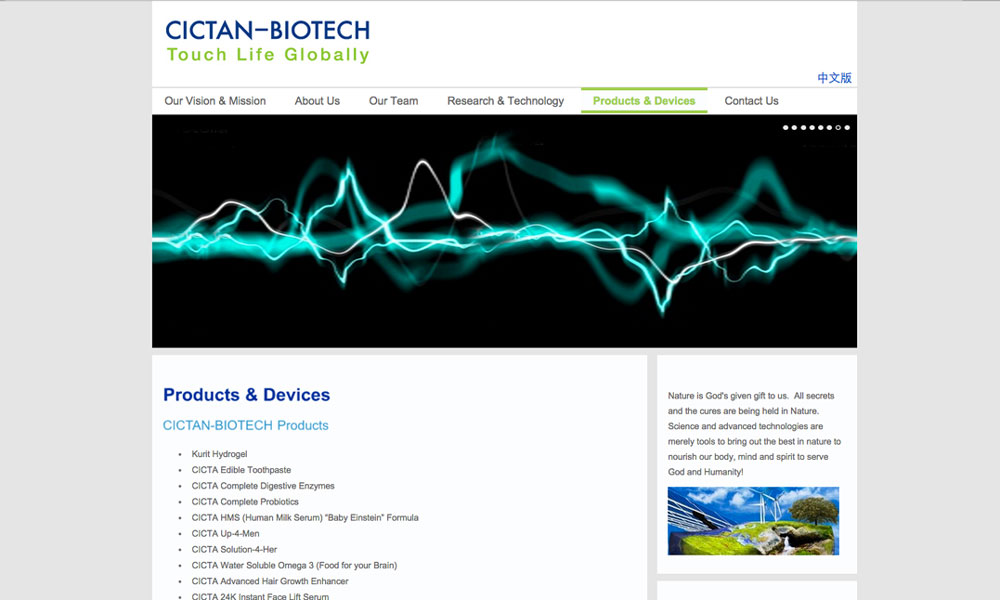 CICTAN-BIOTECH
Touch Life Globally
中文版
Our Vision & Mission About Us Our Team Research & Technology Products & Devices Contact Us
Products & Devices
CICTAN-BIOTECH Products
Kurit Hydrogel
CICTA Edible Toothpaste
CICTA Complete Digestive Enzymes
CICTA Complete Probiotics
CICTA HMS (Human Milk Serum) "Baby Einstein" Formula
CICTA Up-4-Men
CICTA Solution-4-Her
CICTA Water Soluble Omega 3 (Food for your Brain)
CICTA Advanced Hair Growth Enhancer
CICTA 24K Instant Face Lift Serum
Nature is God's given gift to us. All secrets
and the cures are being held in Nature.
Science and advanced technologies are
merely tools to bring out the best in nature to
nourish our body, mind and spirit to serve
God and Humanity!